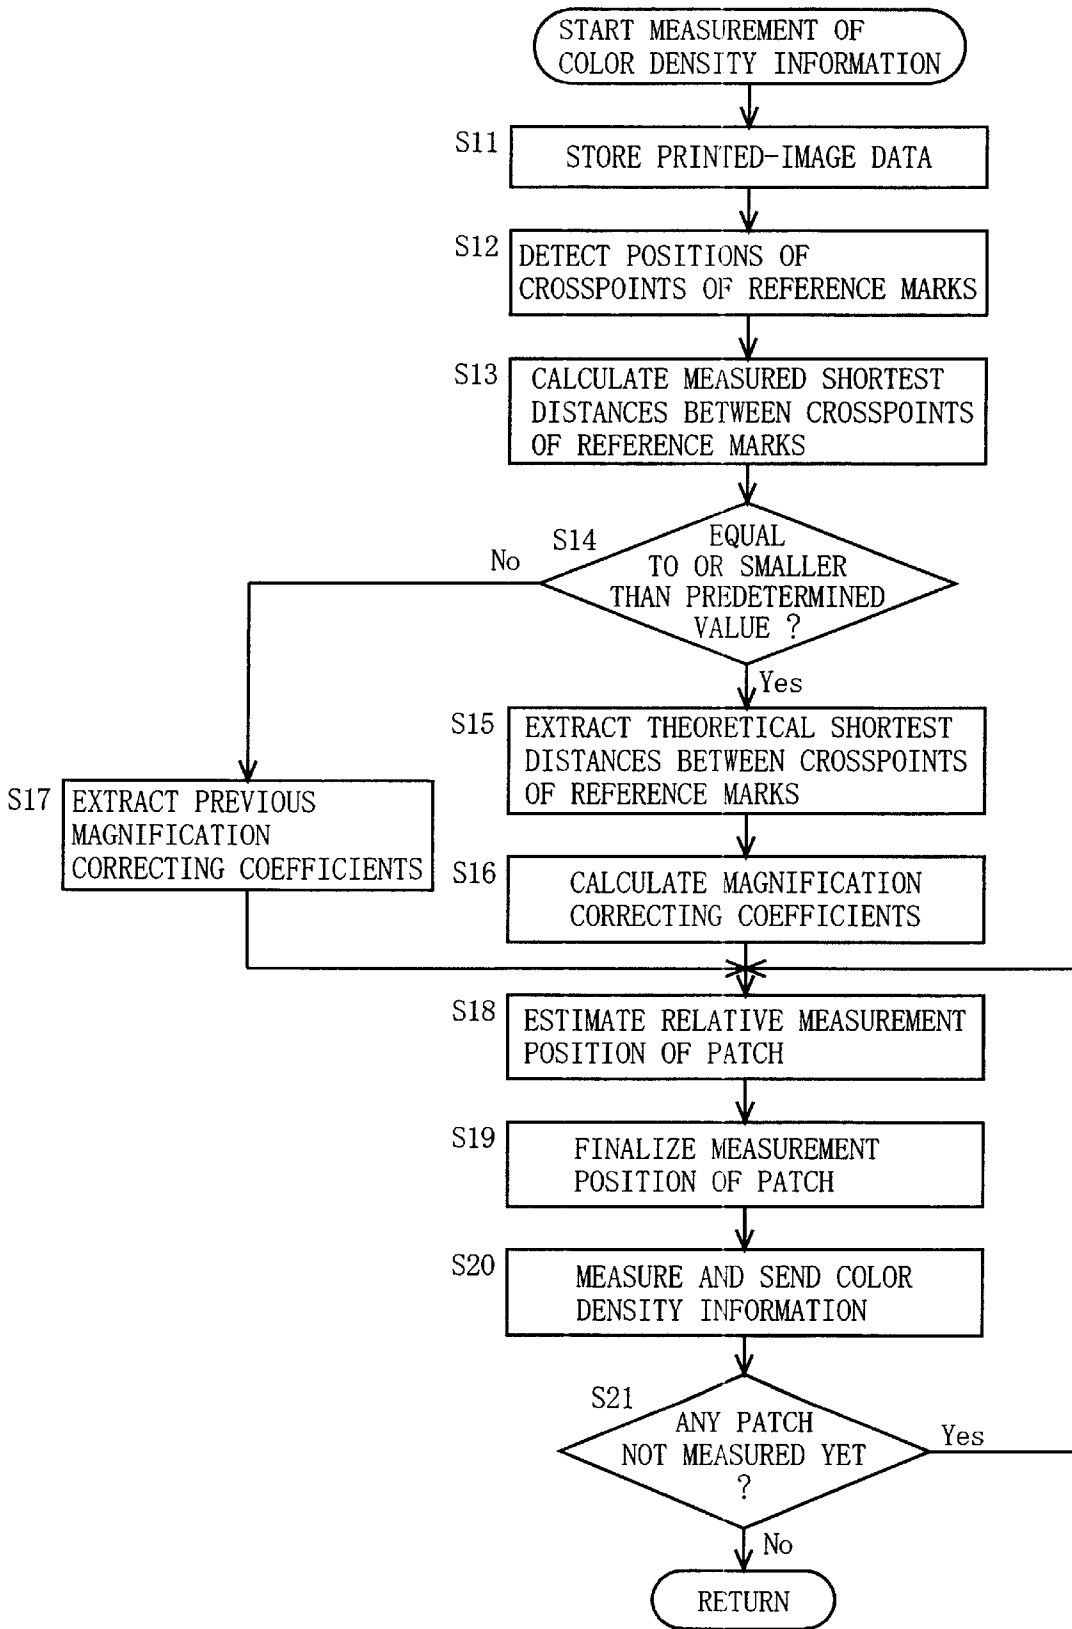 START MEASUREMENT OF
COLOR DENSITY INFORMATION
S11
STORE PRINTED-IMAGE DATA
S12
DETECT POSITIONS OF
CROSSPOINTS OF REFERENCE MARKS
S13
CALCULATE MEASURED SHORTEST
DISTANCES BETWEEN CROSSPOINTS
OF REFERENCE MARKS
S14
EQUAL
TO OR SMALLER
THAN PREDETERMINED
VALUE ?
No
Yes
S15
EXTRACT THEORETICAL SHORTEST
DISTANCES BETWEEN CROSSPOINTS
OF REFERENCE MARKS
S17
EXTRACT PREVIOUS
MAGNIFICATION
CORRECTING COEFFICIENTS
S16
CALCULATE MAGNIFICATION
CORRECTING COEFFICIENTS
S18
ESTIMATE RELATIVE MEASUREMENT
POSITION OF PATCH
S19
FINALIZE MEASUREMENT
POSITION OF PATCH
S20
MEASURE AND SEND COLOR
DENSITY INFORMATION
S21
ANY PATCH
NOT MEASURED YET
?
Yes
No
RETURN